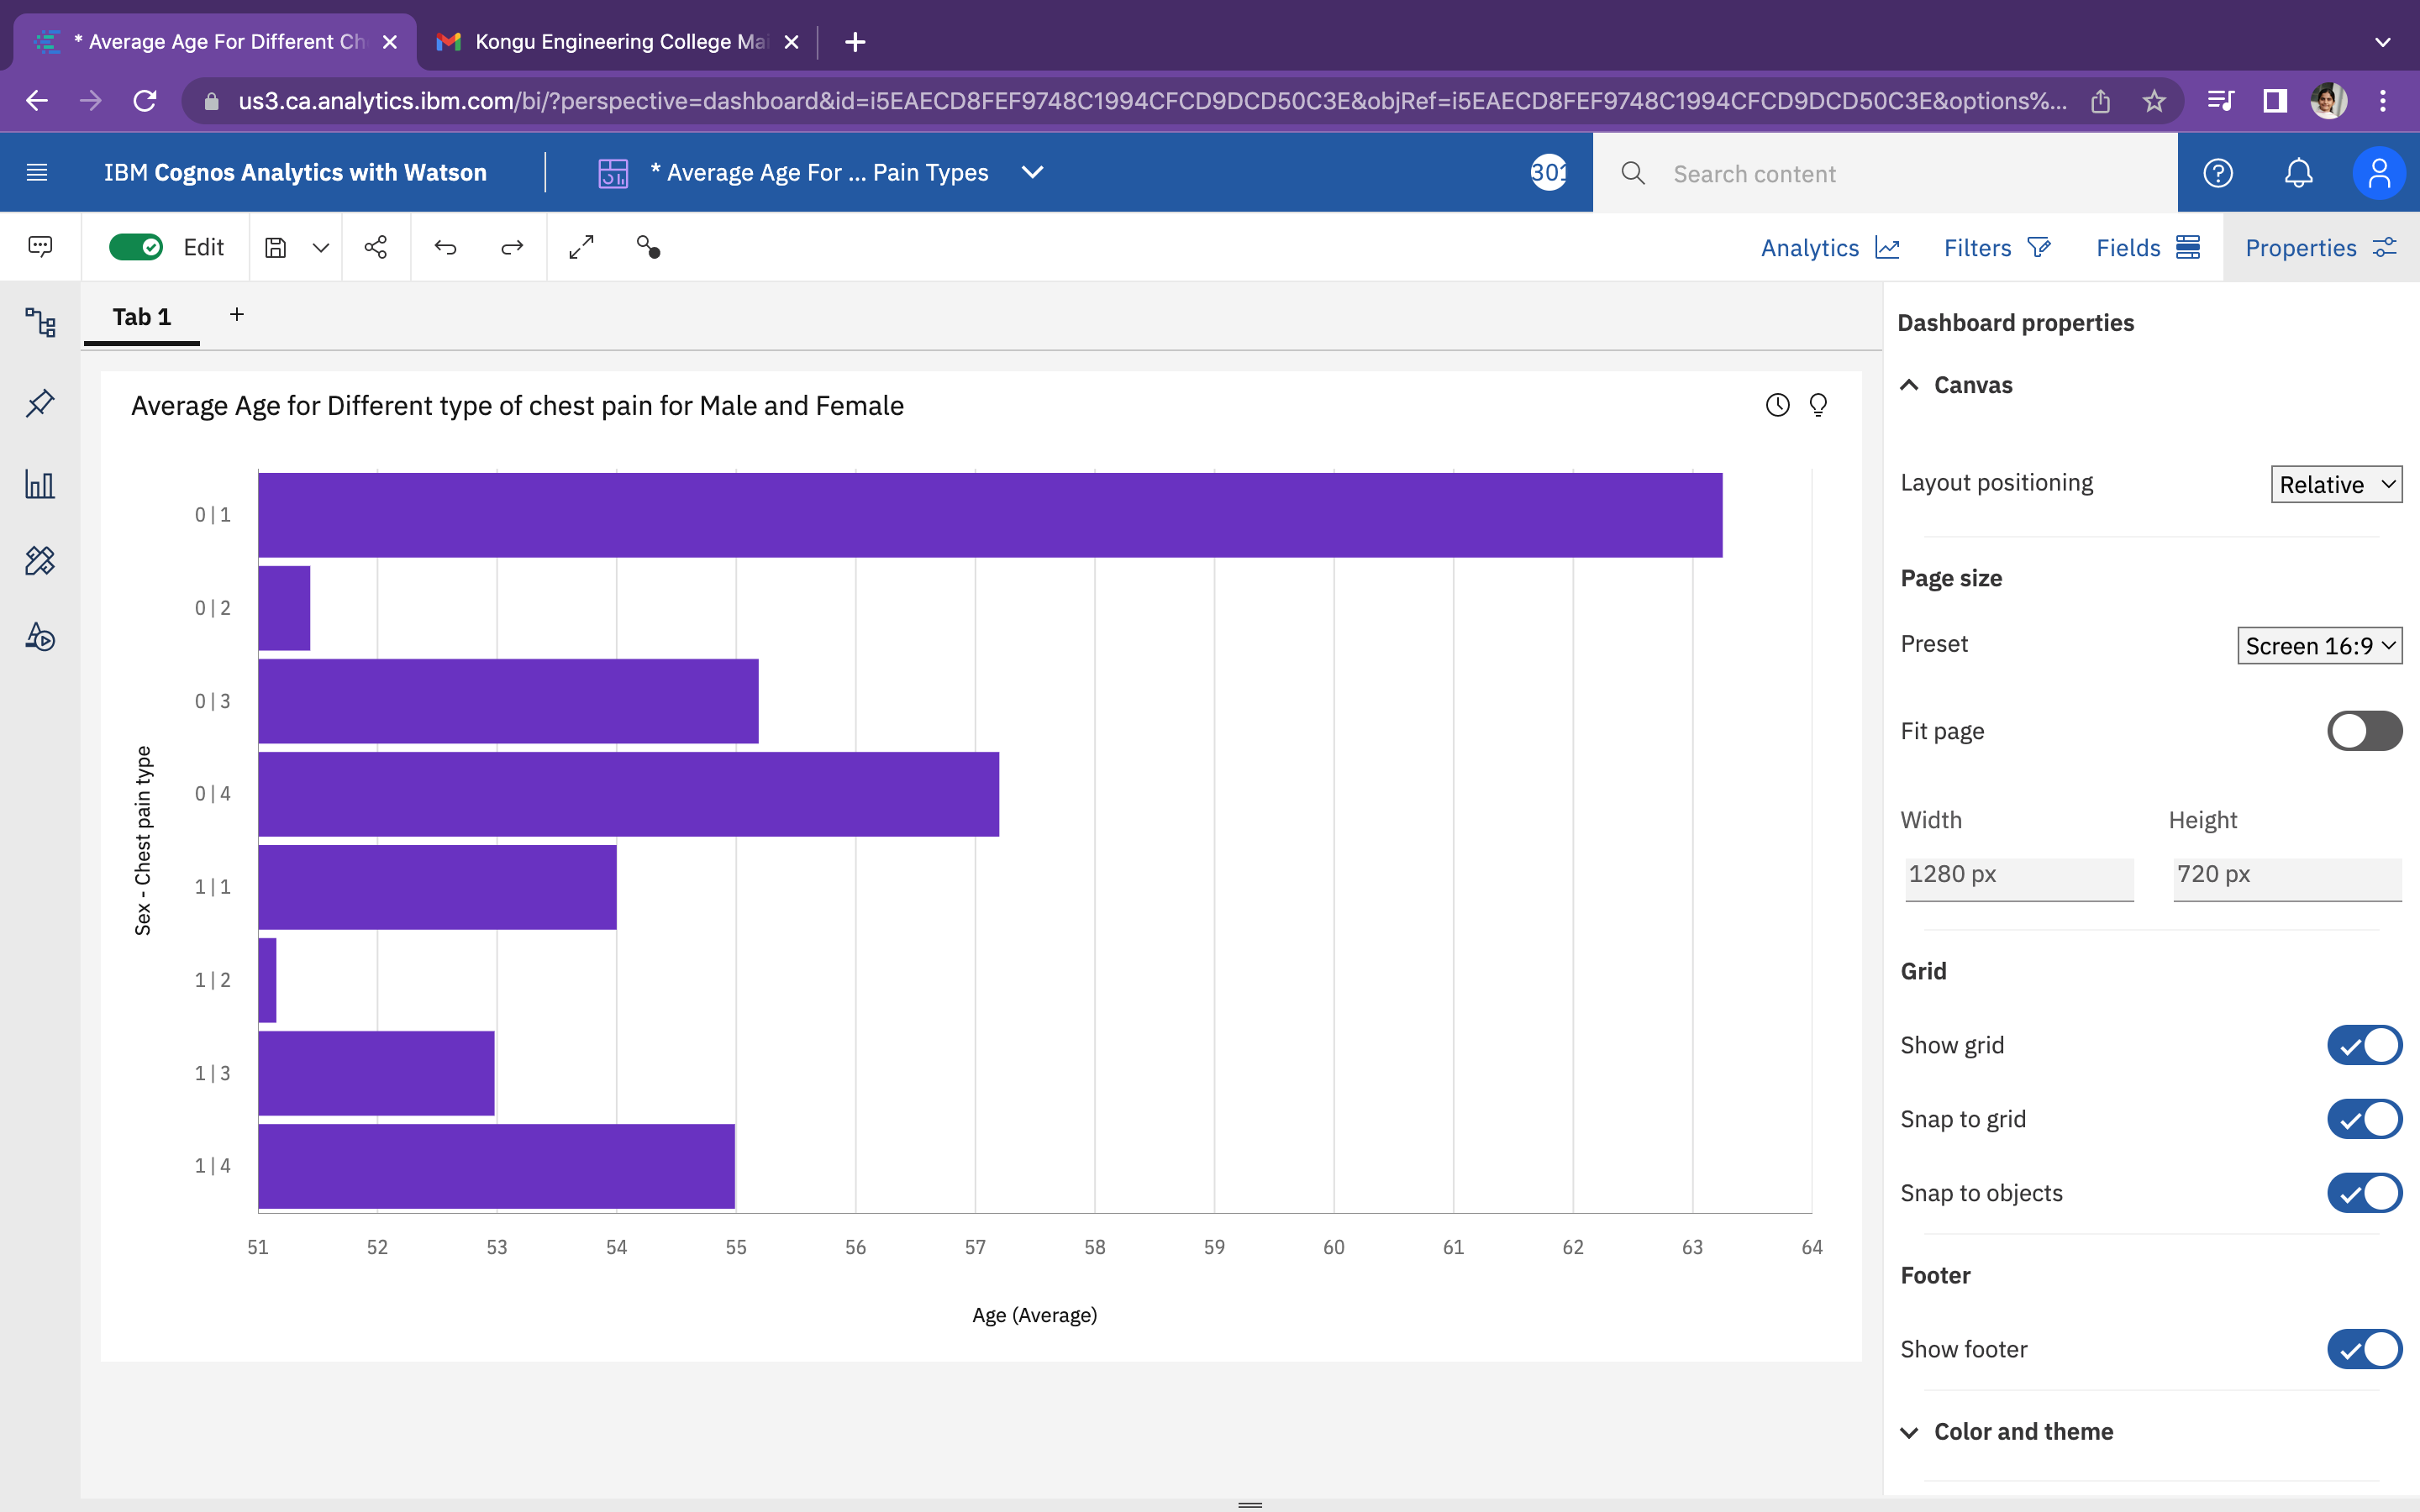 * Average Age For Different Ch
Kongu Engineering College Mai
us3.ca.analytics.ibm.com/bi/?perspective=dashboard&id=i5EAECD8FEF9748C1994CFCD9DCD50C3E&objRef=i5EAECD8FEF9748C1994CFCD9DCD50C3E&options%...
IBM Cognos Analytics with Watson
* Average Age For ... Pain Types
301
Search content
Edit
Analytics
Filters
Fields
Properties
Tab 1
Average Age for Different type of chest pain for Male and Female
Sex - Chest pain type
0 | 1
0 | 2
0 | 3
0 | 4
1 | 1
1 | 2
1 | 3
1 | 4
51 52 53 54 55 56 57 58 59 60 61 62 63 64
Age (Average)
Dashboard properties
Canvas
Layout positioning
Relative
Page size
Preset
Screen 16:9
Fit page
Width Height
1280 px 720 px
Grid
Show grid
Snap to grid
Snap to objects
Footer
Show footer
Color and theme